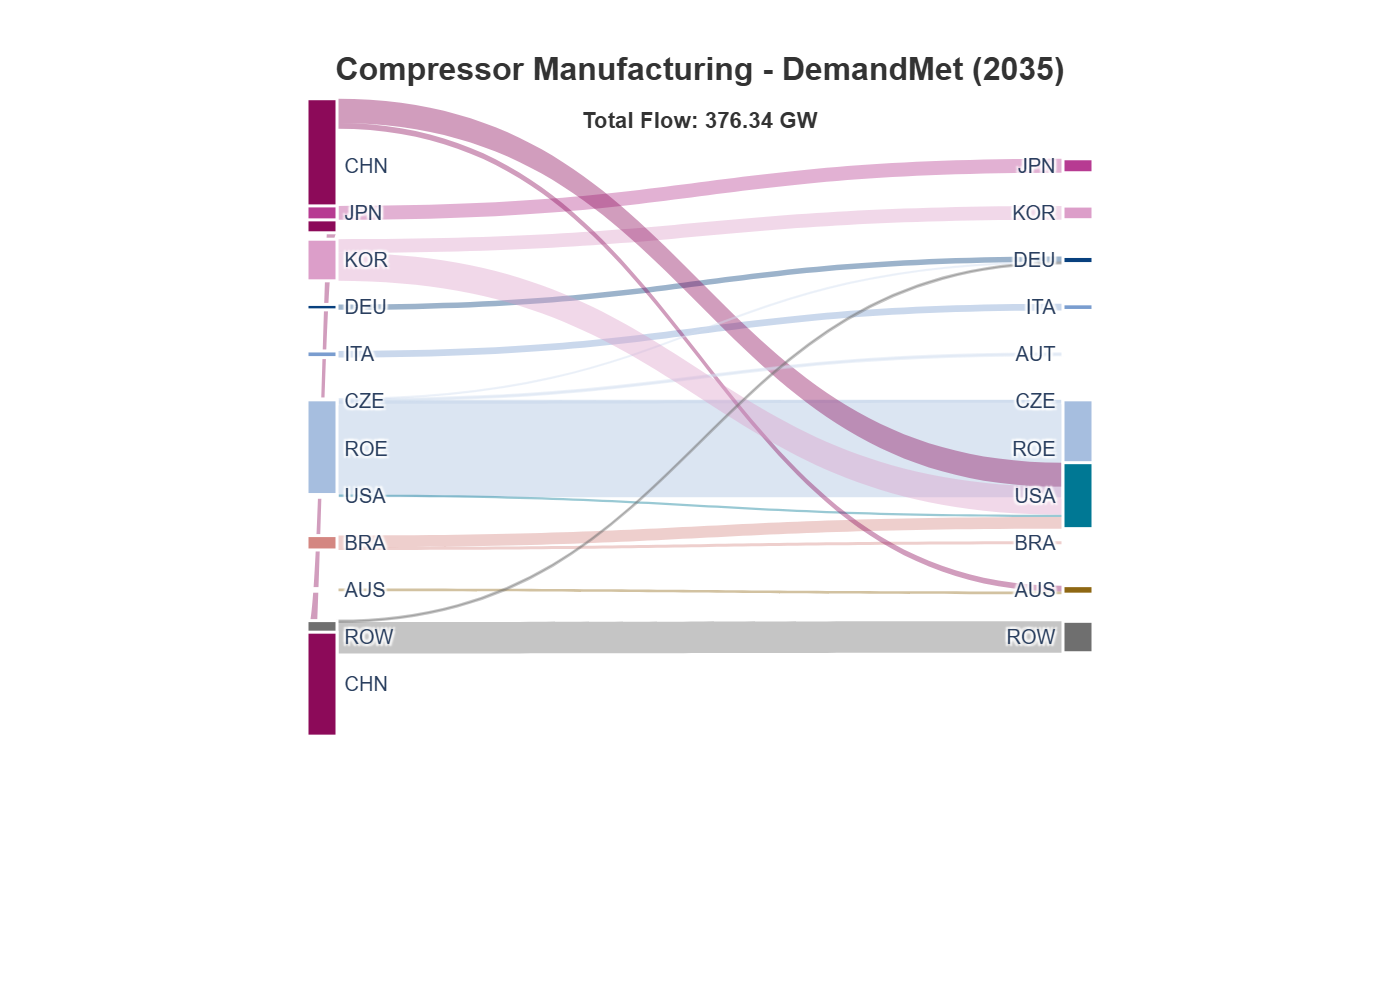 Compressor Manufacturing - DemandMet (2035)
Total Flow: 376.34 GW
CHN
JPN
JPN
KOR
KOR
DEU
DEU
ITA
ITA
CZE
AUT
ROE
CZE
USA
ROE
BRA
USA
AUS
BRA
ROW
AUS
CHN
ROW